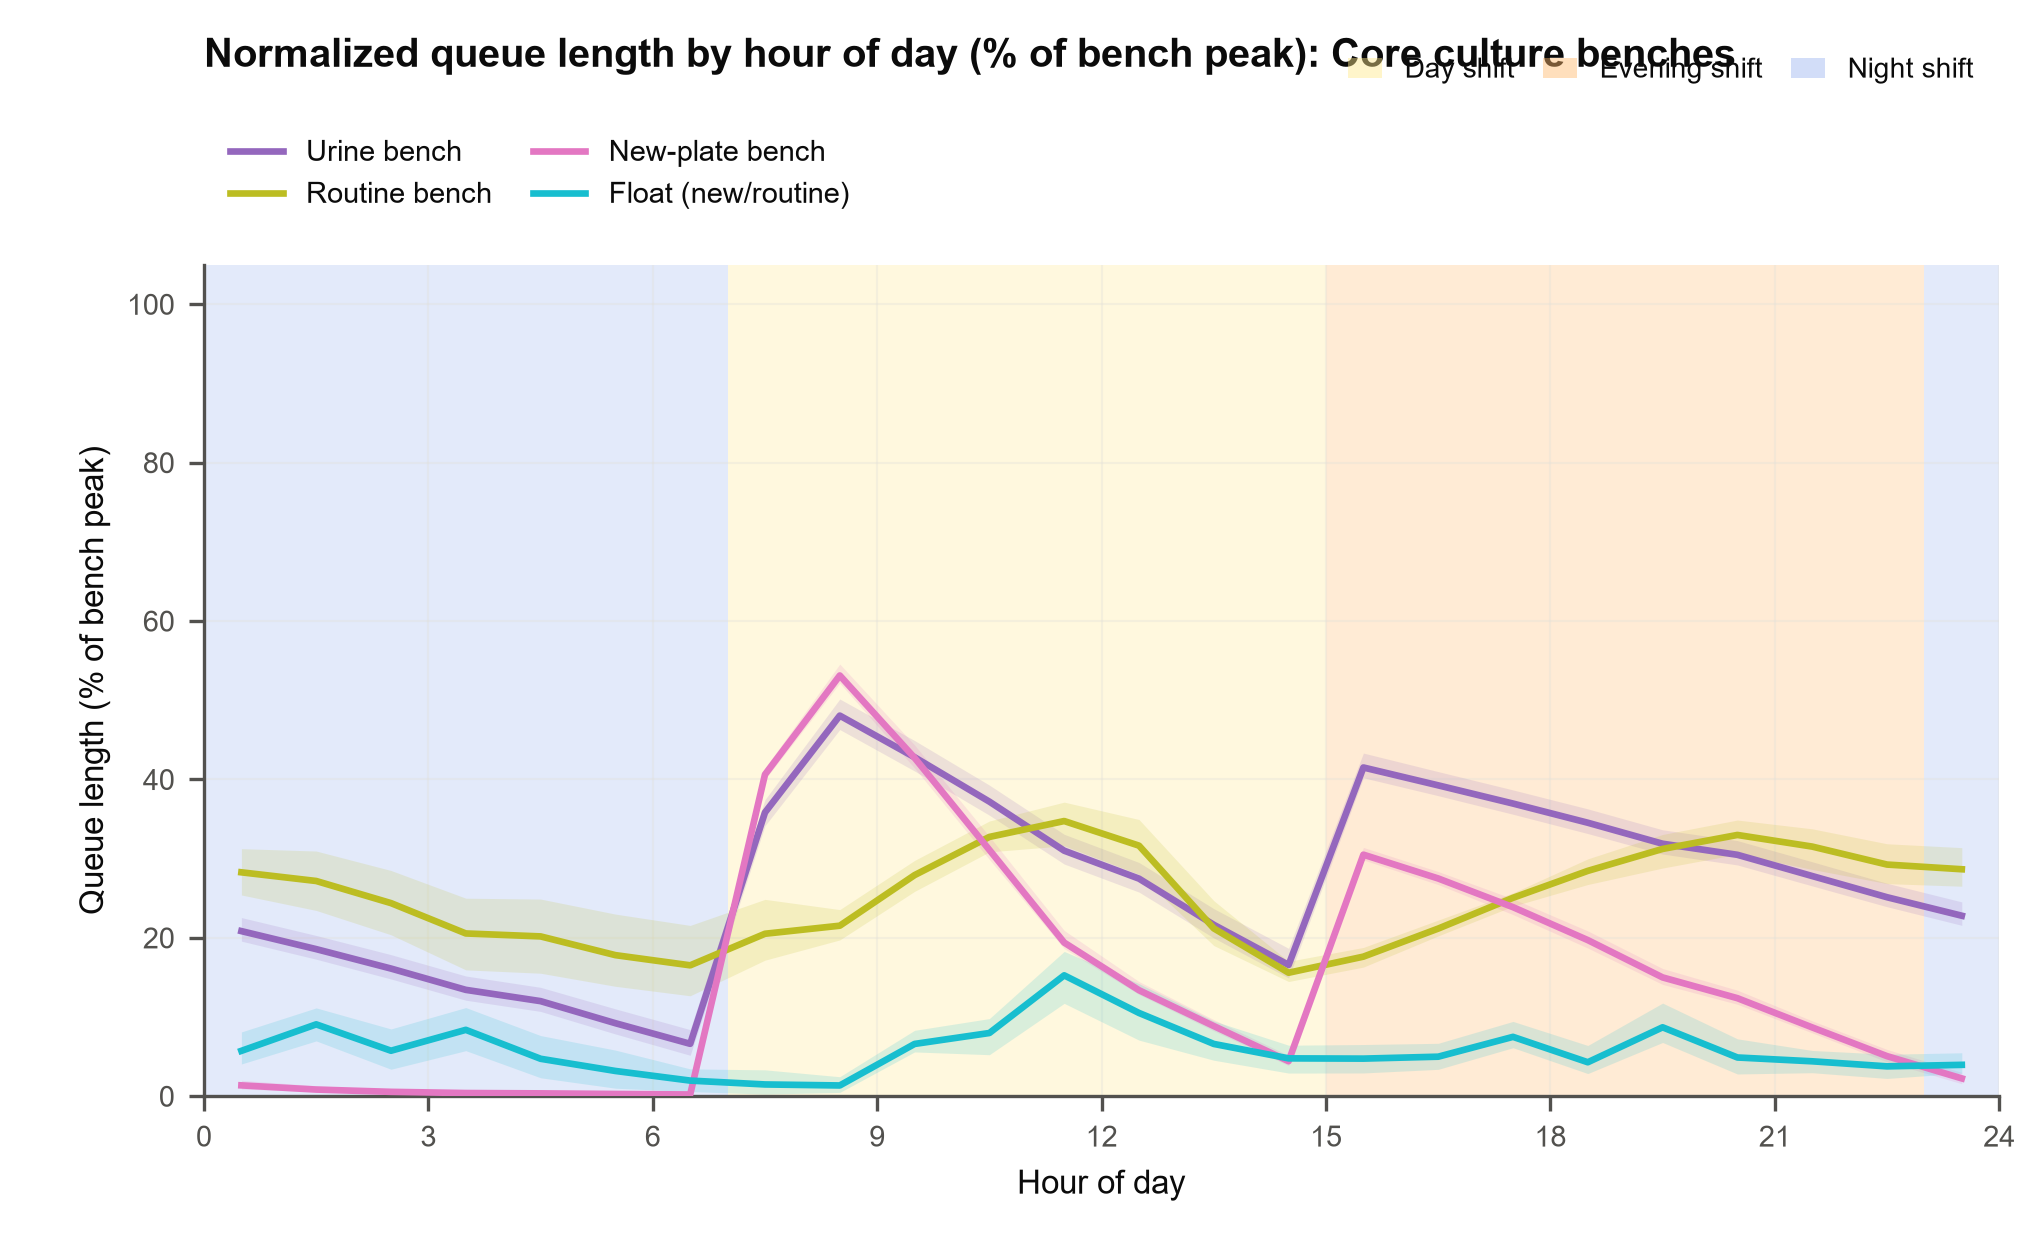 Normalized queue length by hour of day (% of bench peak): Core culture benches
Day shift Evening shift Night shift
Urine bench New-plate bench
Routine bench Float (new/routine)
Queue length (% of bench peak)
100
80
60
40
20
0
0 3 6 9 12 15 18 21 24
Hour of day